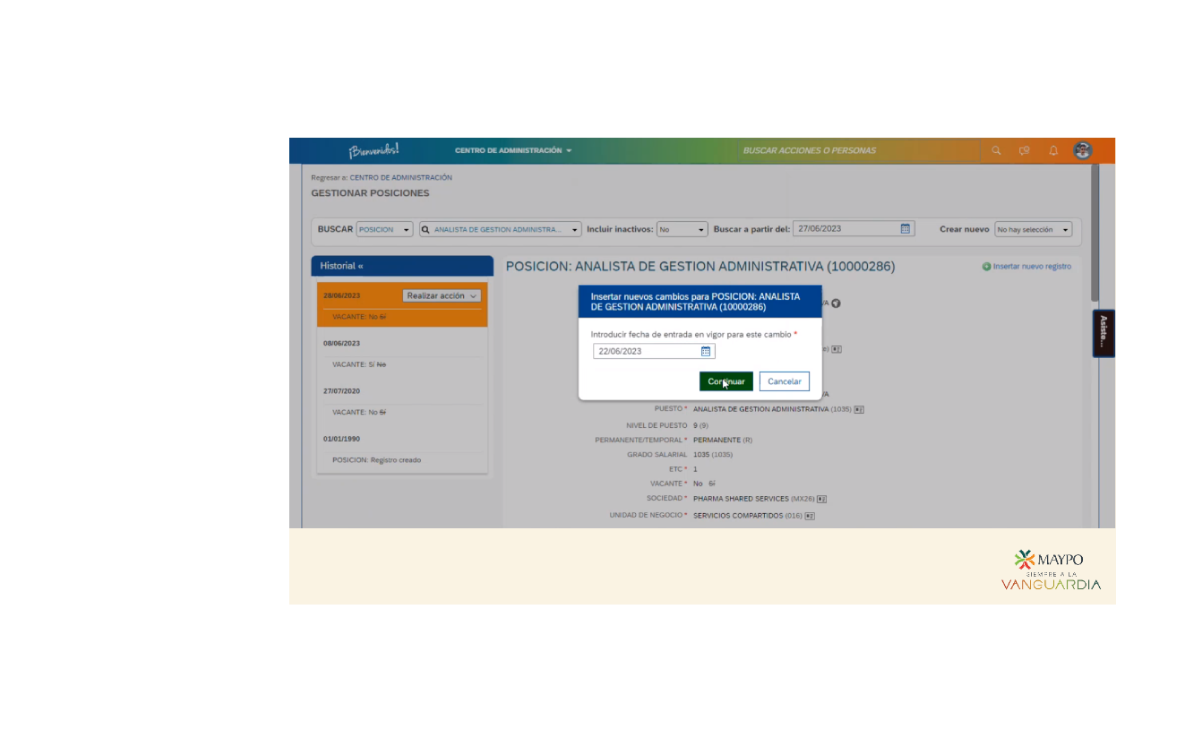 ¡Bienvenidos!
CENTRO DE ADMINISTRACIÓN
BUSCAR ACCIONES O PERSONAS
Regresar a: CENTRO DE ADMINISTRACIÓN
GESTIONAR POSICIONES
BUSCAR POSICION ANALISTA DE GESTION ADMINISTRA... Incluir inactivos: No Buscar a partir del: 27/06/2023 Crear nuevo No hay selección
Historial «
POSICION: ANALISTA DE GESTION ADMINISTRATIVA (10000286)
Insertar nuevo registro
Realizar acción
VACANTE: No Sí
08/06/2023
VACANTE: Sí No
27/07/2020
VACANTE: No Sí
01/01/1990
POSICION: Registro creado
Insertar nuevos cambios para POSICION: ANALISTA
DE GESTION ADMINISTRATIVA (10000286)
Introducir fecha de entrada en vigor para este cambio *
22/06/2023
Continuar Cancelar
PUESTO * ANALISTA DE GESTION ADMINISTRATIVA (1035)
NIVEL DE PUESTO 9 (9)
PERMANENTE/TEMPORAL * PERMANENTE (R)
GRADO SALARIAL 1035 (1035)
ETC * 1
VACANTE * No Sí
SOCIEDAD * PHARMA SHARED SERVICES (MX26)
UNIDAD DE NEGOCIO * SERVICIOS COMPARTIDOS (016)
Asiste...
MAYPO
SIEMPRE A LA
VANGUARDIA